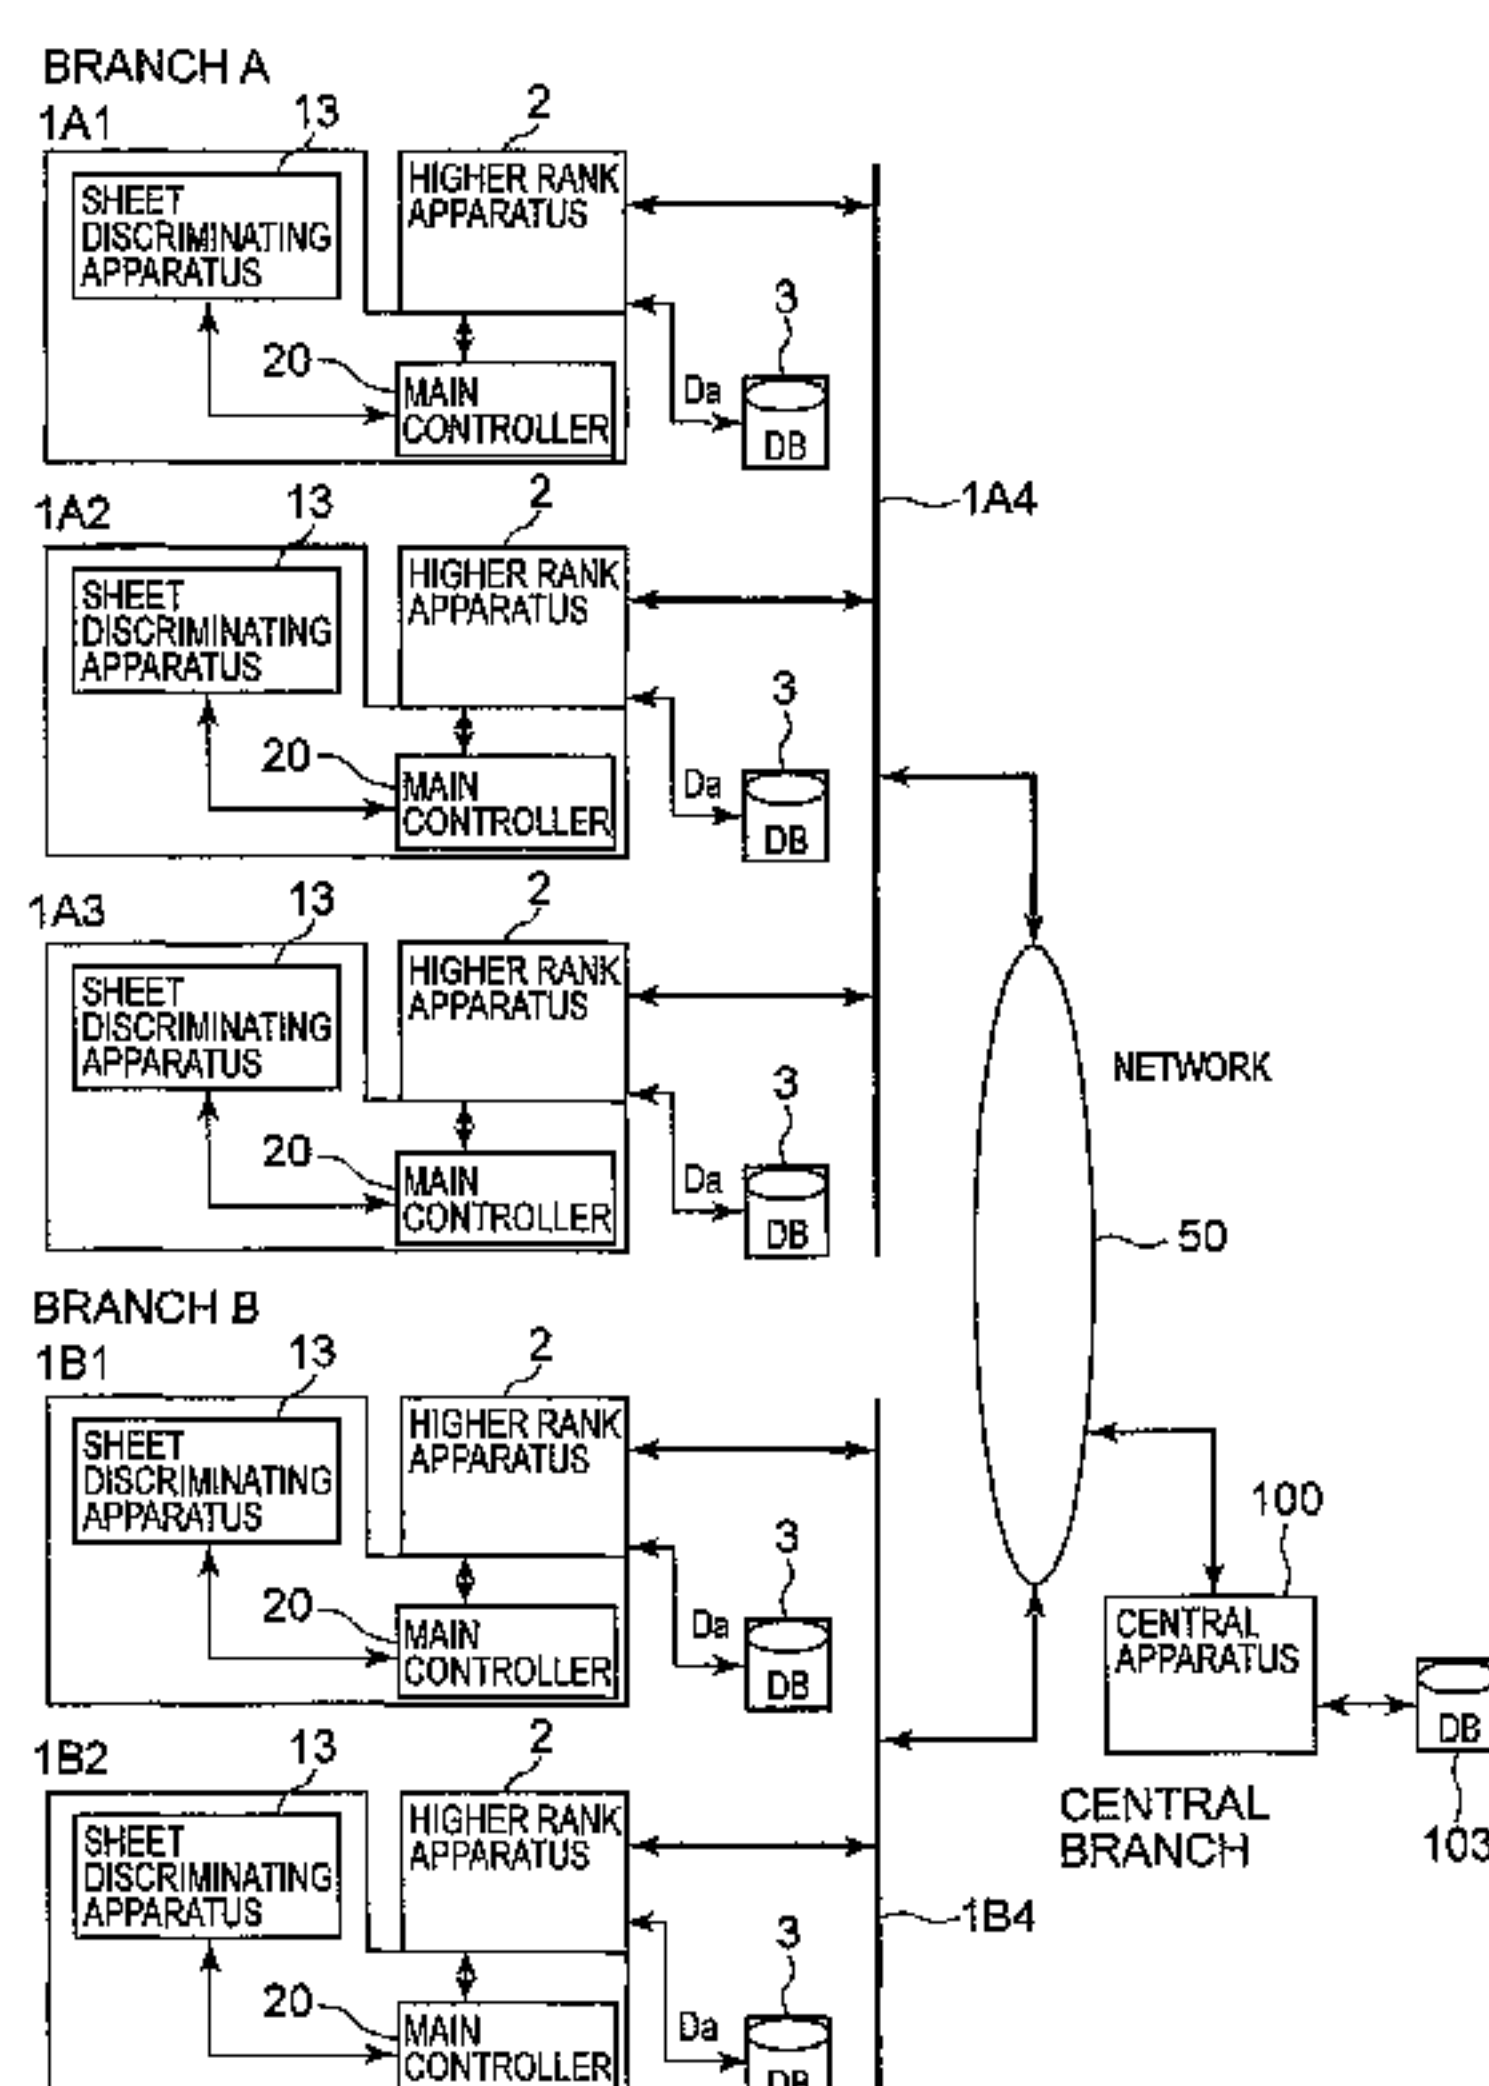 BRANCH A
1A1
13
2
SHEET
DISCRIMINATING
APPARATUS
HIGHER RANK
APPARATUS
3
20
MAIN
CONTROLLER
Da
DB
1A2
13
2
1A4
SHEET
DISCRIMINATING
APPARATUS
HIGHER RANK
APPARATUS
3
20
MAIN
CONTROLLER
Da
DB
1A3
13
2
SHEET
DISCRIMINATING
APPARATUS
HIGHER RANK
APPARATUS
NETWORK
3
20
MAIN
CONTROLLER
Da
DB
50
BRANCH B
1B1
13
2
SHEET
DISCRIMINATING
APPARATUS
HIGHER RANK
APPARATUS
100
3
20
MAIN
CONTROLLER
Da
DB
CENTRAL
APPARATUS
DB
103
CENTRAL
BRANCH
1B2
13
2
SHEET
DISCRIMINATING
APPARATUS
HIGHER RANK
APPARATUS
1B4
3
20
MAIN
CONTROLLER
Da
DB